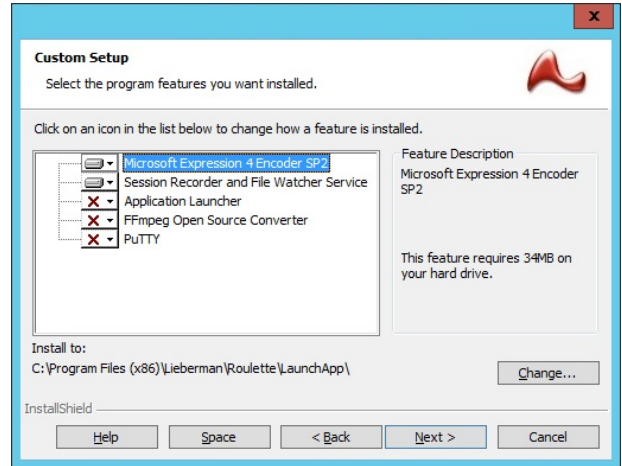 x
Custom Setup
Select the program features you want installed.
Click on an icon in the list below to change how a feature is installed.
Microsoft Expression 4 Encoder SP2
Session Recorder and File Watcher Service
Application Launcher
FFmpeg Open Source Converter
PuTTY
Feature Description
Microsoft Expression 4 Encoder
SP2
This feature requires 34MB on
your hard drive.
Install to:
C:\Program Files (x86)\Lieberman\Roulette\LaunchApp\
Change...
InstallShield
Help Space < Back Next > Cancel